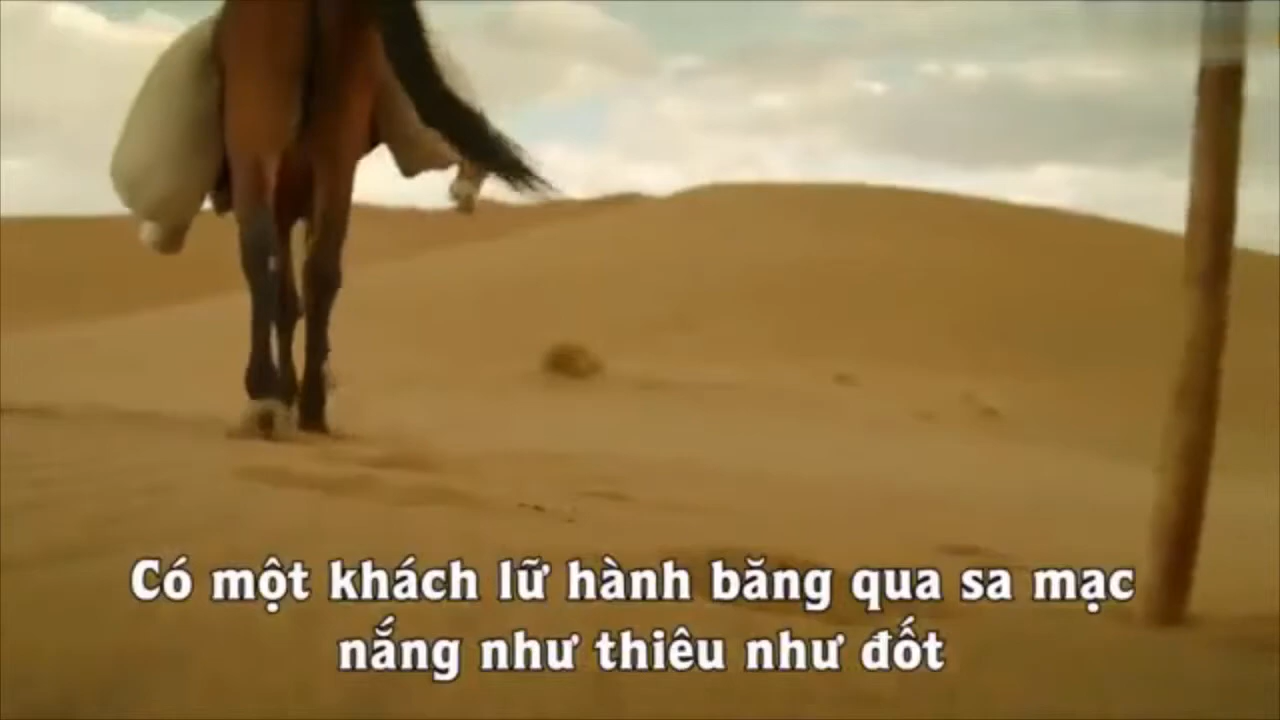 Có một khách lữ hành băng qua sa mạc
nắng như thiêu như đốt